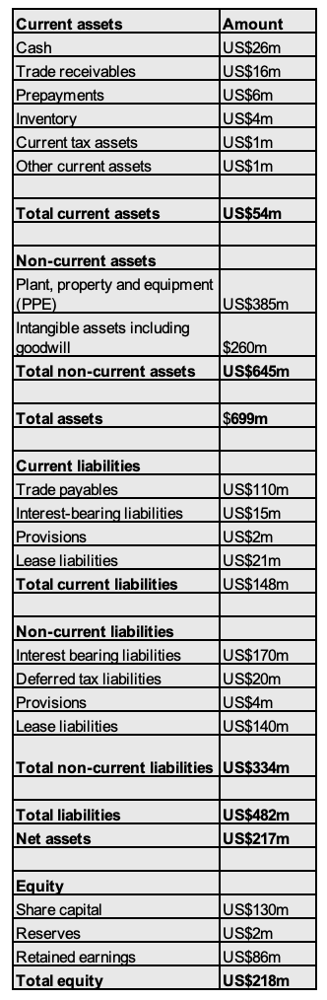 Current assets Amount
Cash US$26m
Trade receivables US$16m
Prepayments US$6m
Inventory US$4m
Current tax assets US$1m
Other current assets US$1m
Total current assets US$54m
Non-current assets
Plant, property and equipment
(PPE) US$385m
Intangible assets including
goodwill $260m
Total non-current assets US$645m
Total assets $699m
Current liabilities
Trade payables US$110m
Interest-bearing liabilities US$15m
Provisions US$2m
Lease liabilities US$21m
Total current liabilities US$148m
Non-current liabilities
Interest bearing liabilities US$170m
Deferred tax liabilities US$20m
Provisions US$4m
Lease liabilities US$140m
Total non-current liabilities US$334m
Total liabilities US$482m
Net assets US$217m
Equity
Share capital US$130m
Reserves US$2m
Retained earnings US$86m
Total equity US$218m